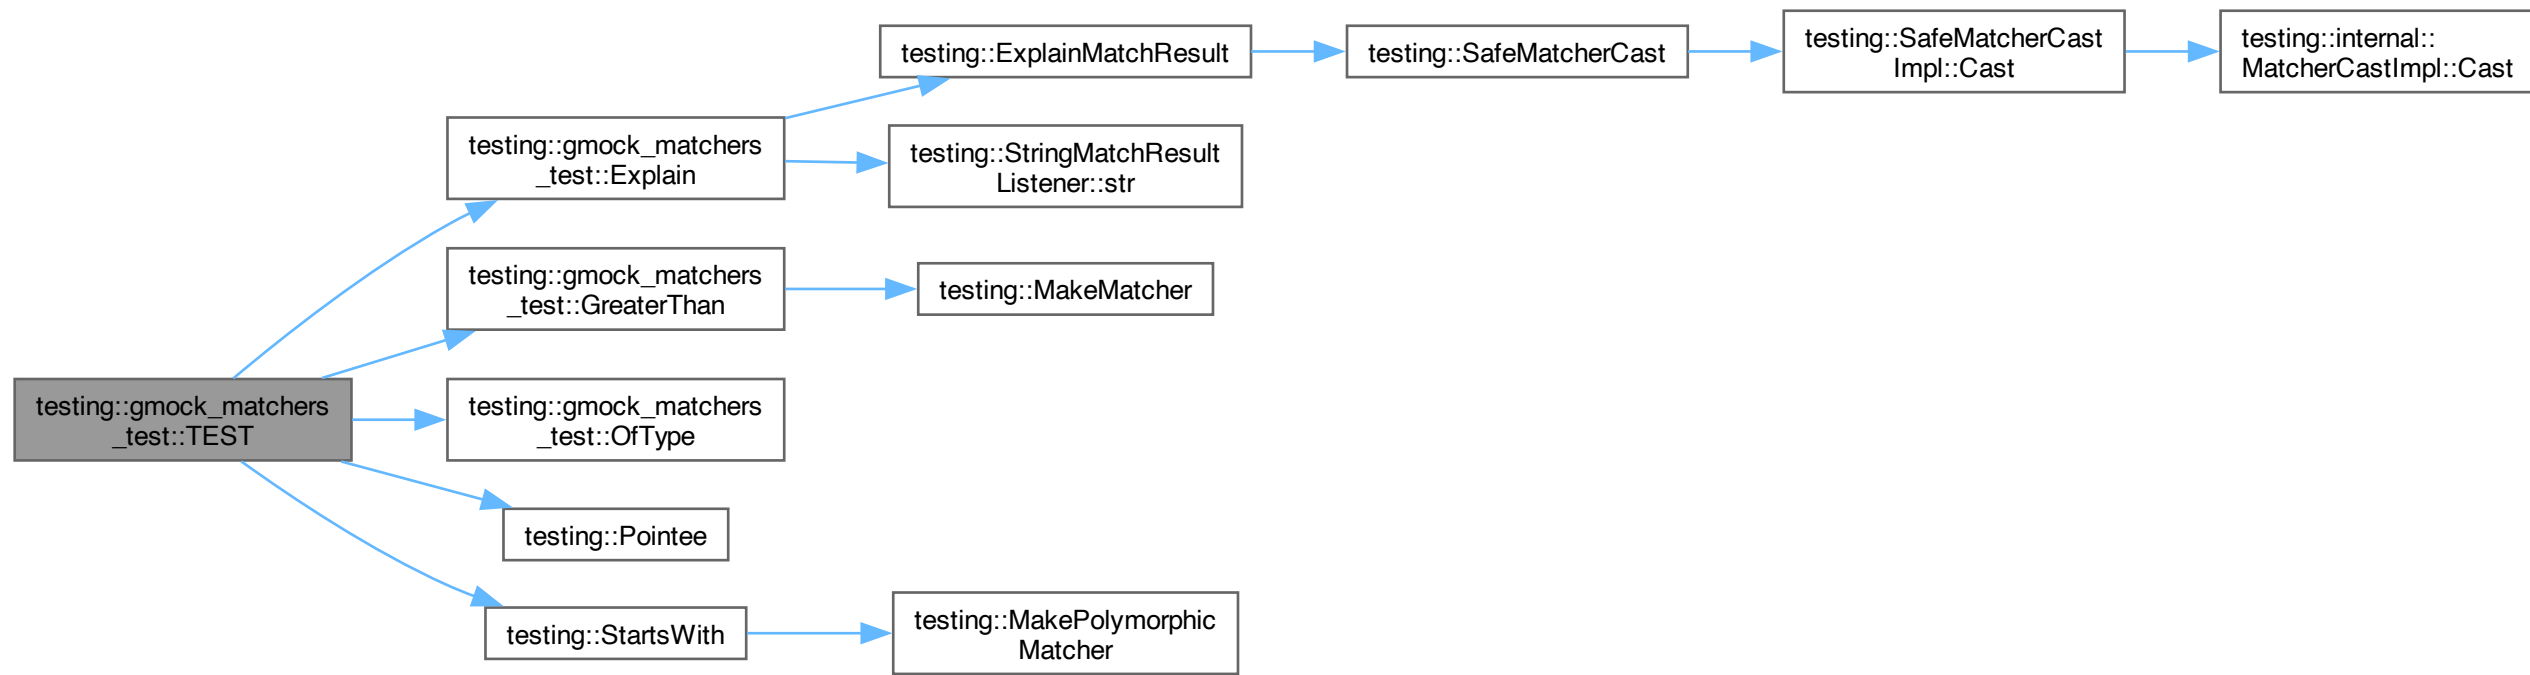 testing::gmock_matchers
_test::TEST
testing::gmock_matchers
_test::Explain
testing::ExplainMatchResult
testing::SafeMatcherCast
testing::SafeMatcherCast
Impl::Cast
testing::internal::
MatcherCastImpl::Cast
testing::StringMatchResult
Listener::str
testing::gmock_matchers
_test::GreaterThan
testing::MakeMatcher
testing::gmock_matchers
_test::OfType
testing::Pointee
testing::StartsWith
testing::MakePolymorphic
Matcher